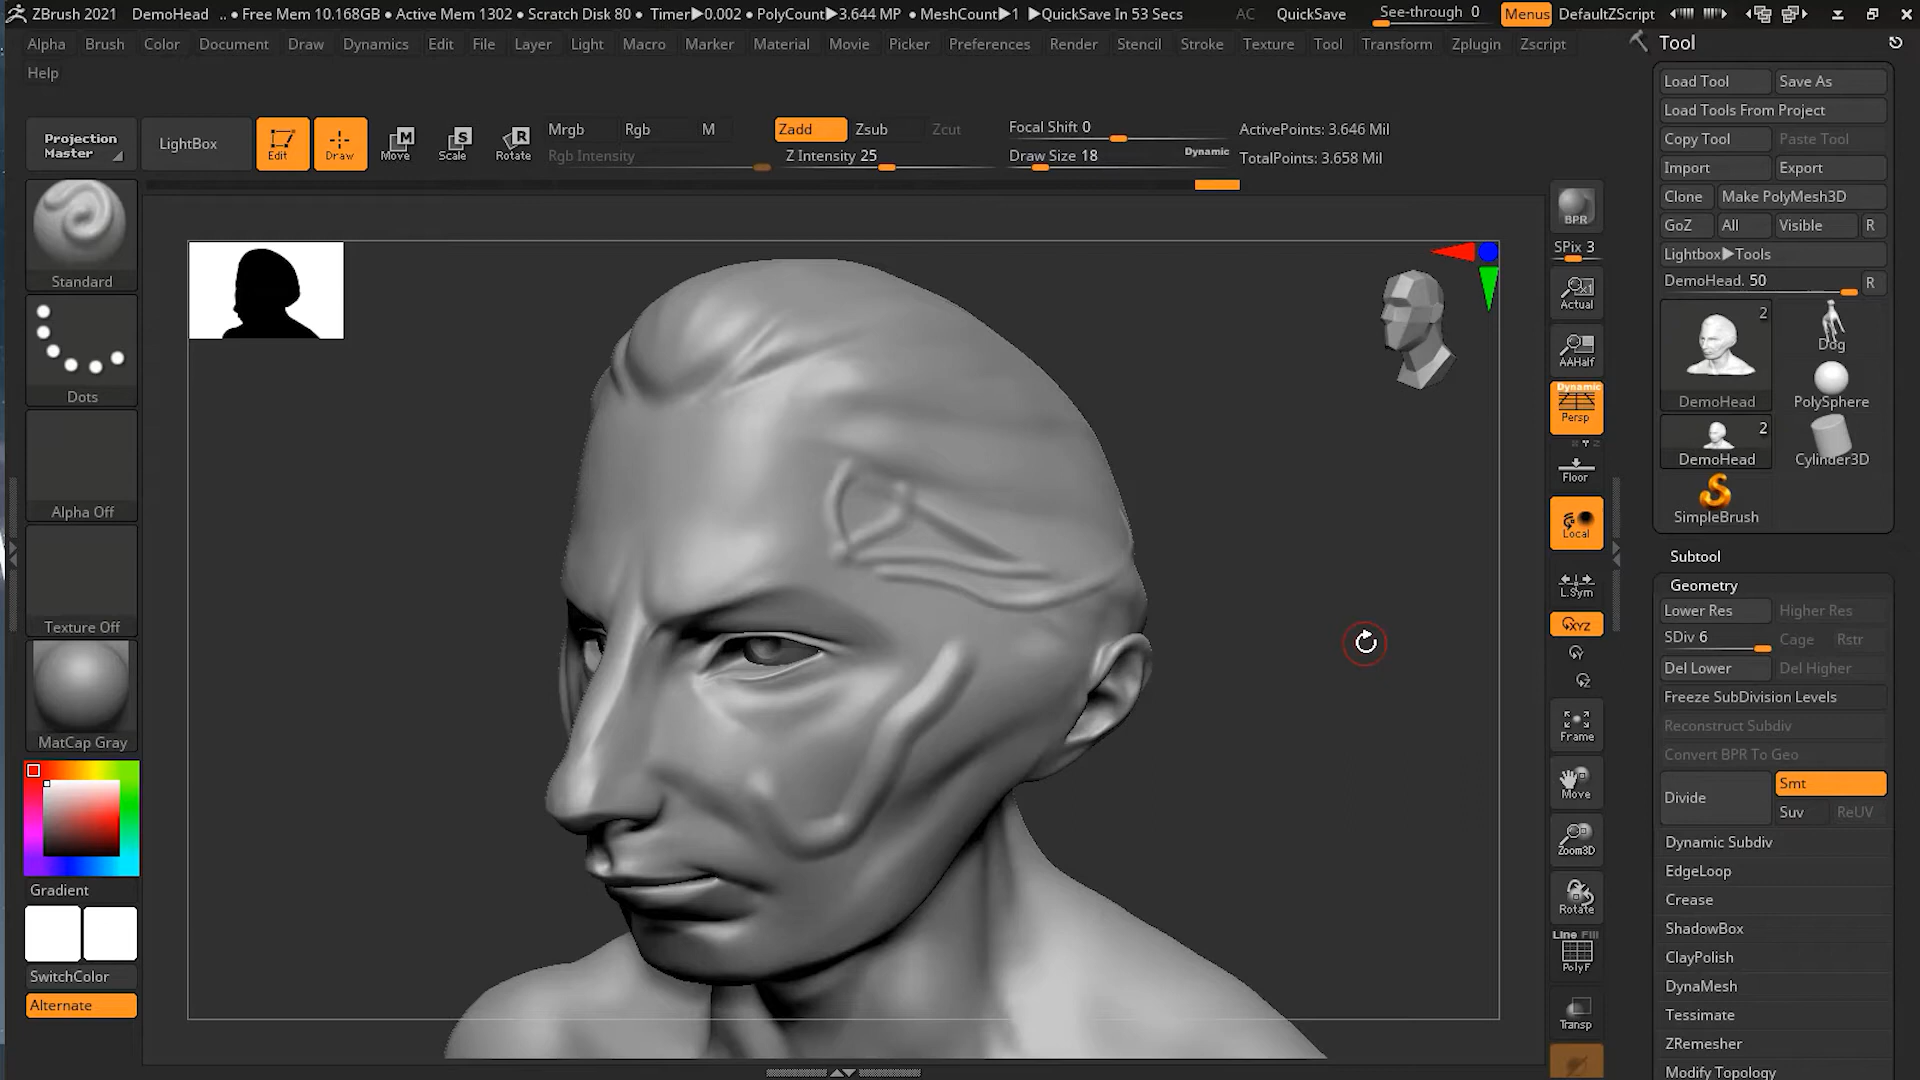 ZBrush 2021 DemoHead .. • Free Mem 10.168GB • Active Mem 1302 • Scratch Disk 80 • Timer▶0.002 • PolyCount▶3.644 MP • MeshCount▶1 ▶QuickSave In 53 Secs AC QuickSave See-through 0 Menus DefaultZScript
Alpha Brush Color Document Draw Dynamics Edit File Layer Light Macro Marker Material Movie Picker Preferences Render Stencil Stroke Texture Tool Transform Zplugin Zscript
Help
Projection Master
LightBox
Edit
Draw
M
Move
S
Scale
R
Rotate
Mrgb Rgb M
Rgb Intensity
Zadd Zsub Zcut
Z Intensity 25
Focal Shift 0
Draw Size 18
Dynamic
ActivePoints: 3.646 Mil
TotalPoints: 3.658 Mil
Standard
Dots
Alpha Off
Texture Off
MatCap Gray
Gradient
SwitchColor
Alternate
BPR
SPix 3
x1
Actual
AAHalf
Dynamic
Persp
Floor
Local
L.Sym
XYZ
Y
Z
Frame
Move
Zoom3D
Rotate
Line Fill
PolyF
Transp
Tool
Load Tool Save As
Load Tools From Project
Copy Tool Paste Tool
Import Export
Clone Make PolyMesh3D
GoZ All Visible R
Lightbox▶Tools
DemoHead. 50 R
2
DemoHead
Dog
PolySphere
2
DemoHead
Cylinder3D
SimpleBrush
Subtool
Geometry
Lower Res Higher Res
SDiv 6 Cage Rstr
Del Lower Del Higher
Freeze SubDivision Levels
Reconstruct Subdiv
Convert BPR To Geo
Divide
Smt
Suv ReUV
Dynamic Subdiv
EdgeLoop
Crease
ShadowBox
ClayPolish
DynaMesh
Tessimate
ZRemesher
Modify Topology